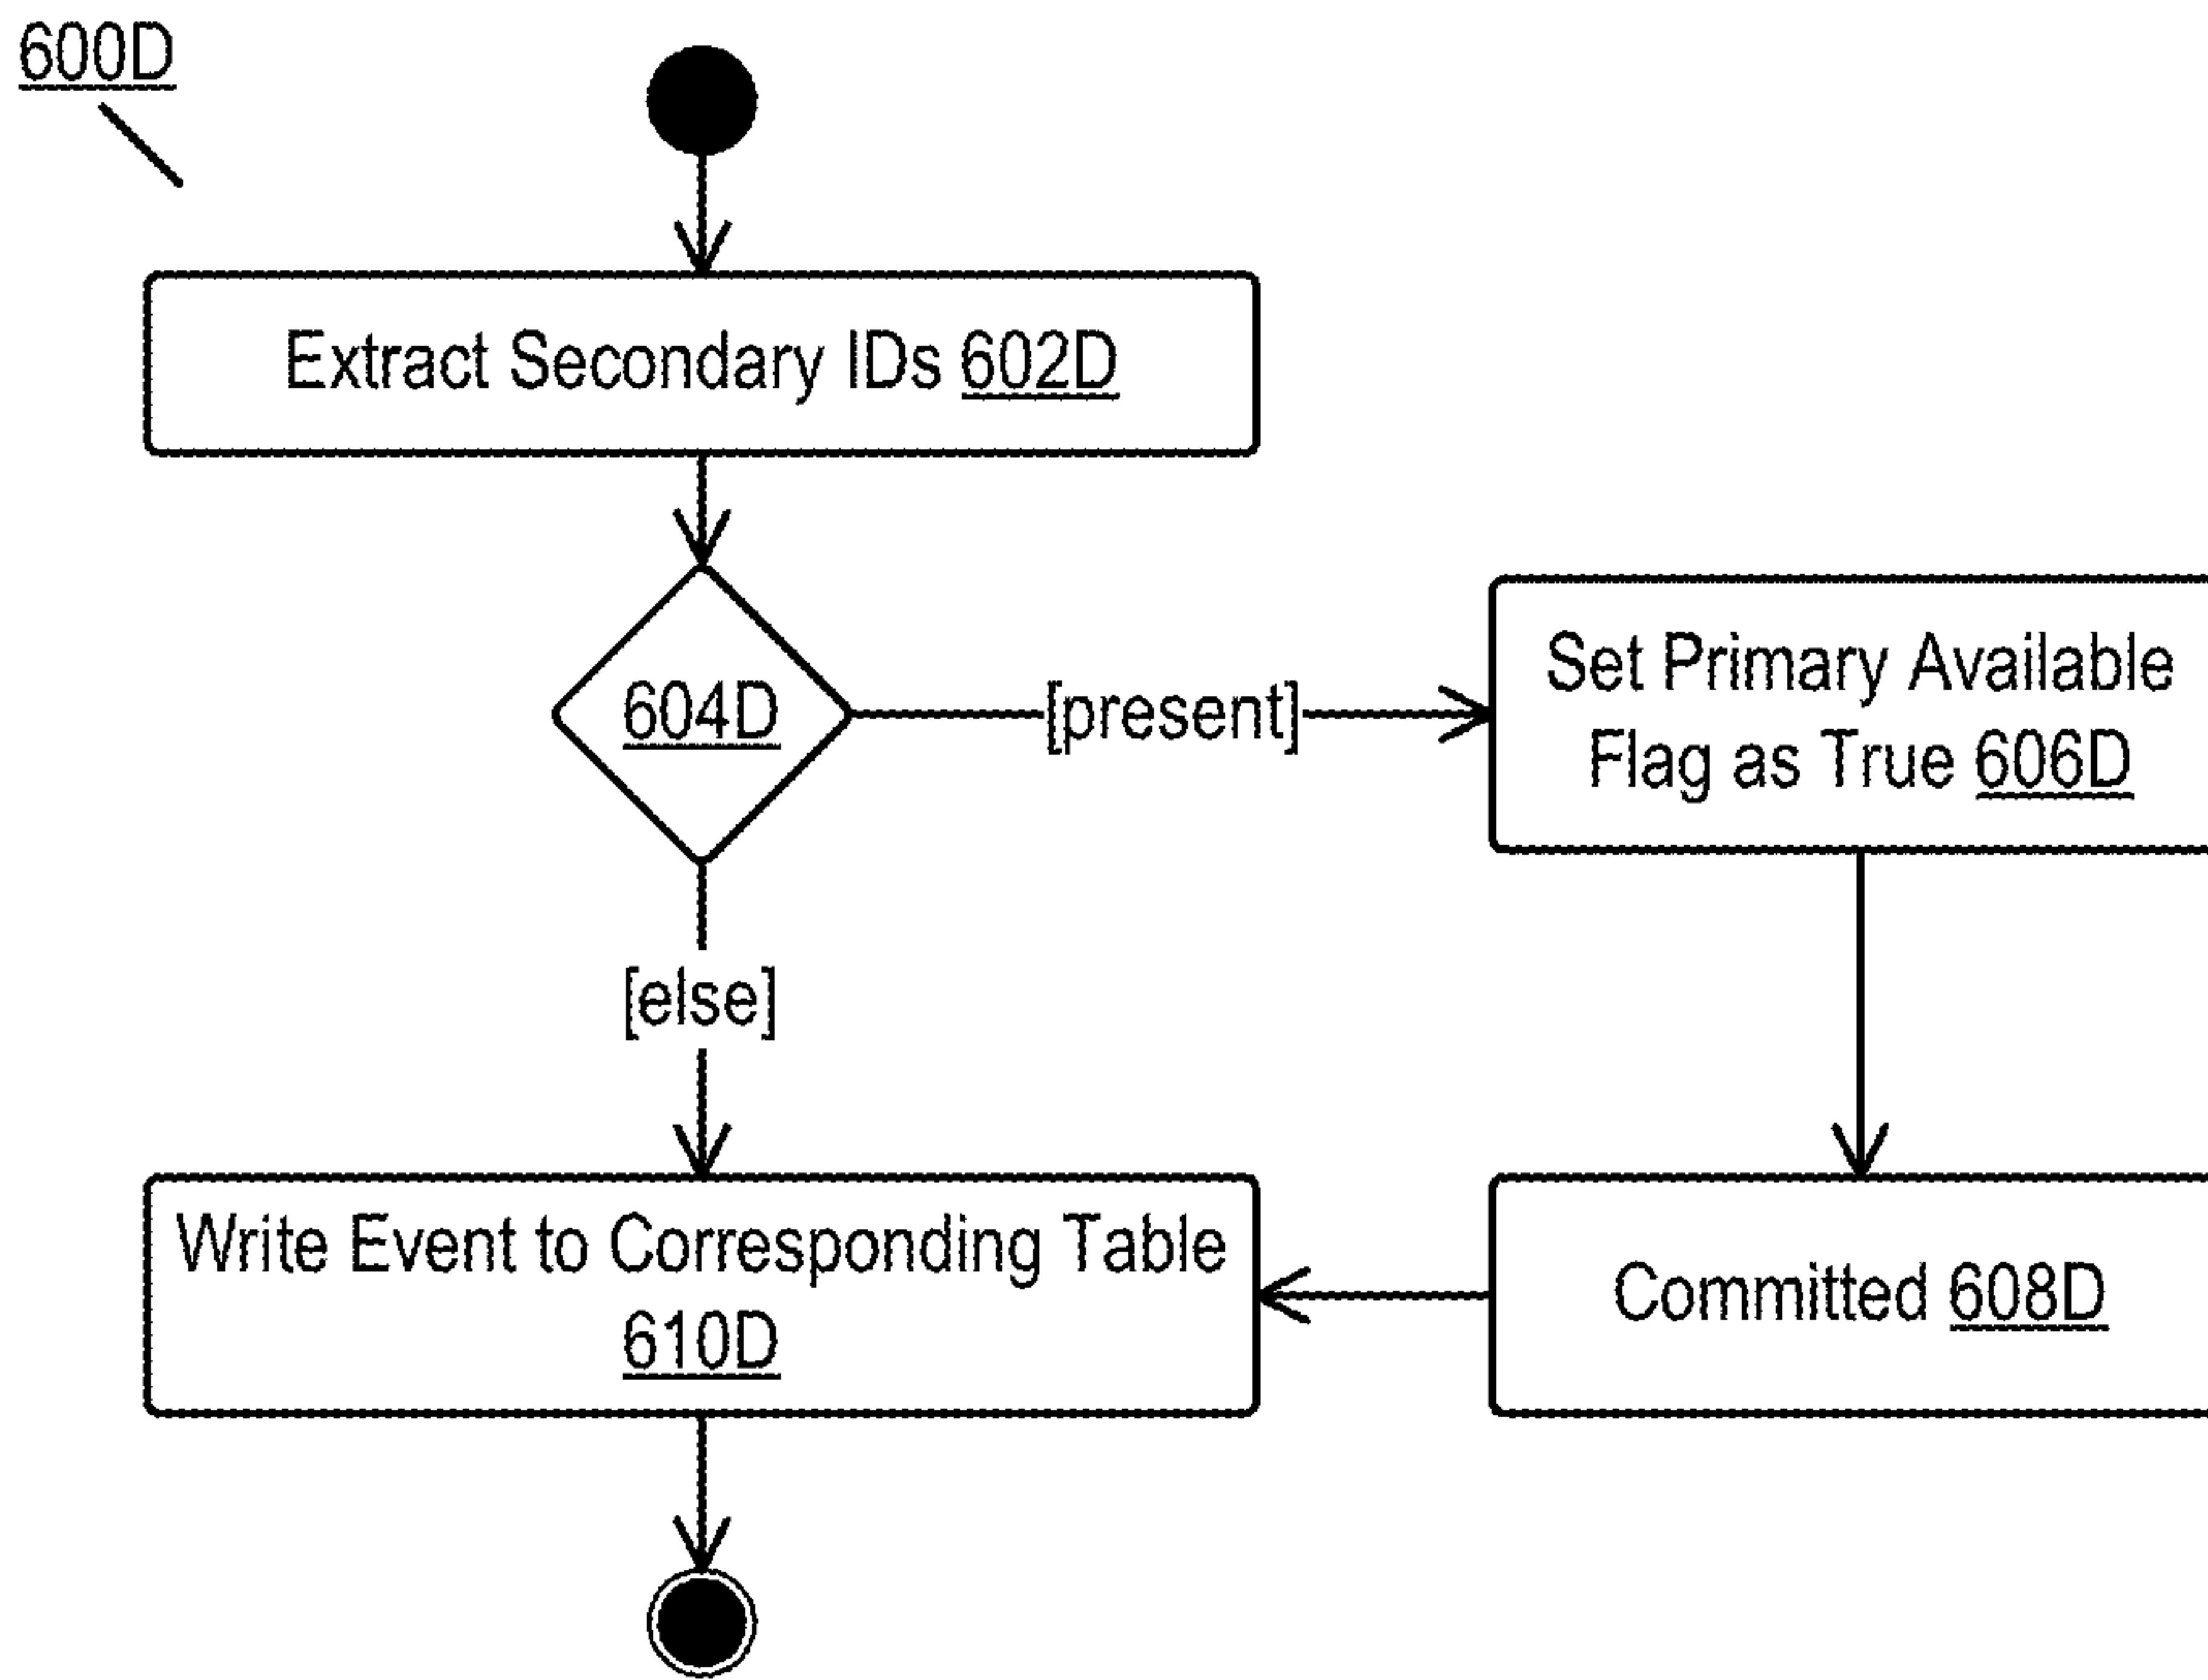 600D
Extract Secondary IDs 602D
604D
[present]
Set Primary Available
Flag as True 606D
[else]
Write Event to Corresponding Table
610D
Committed 608D